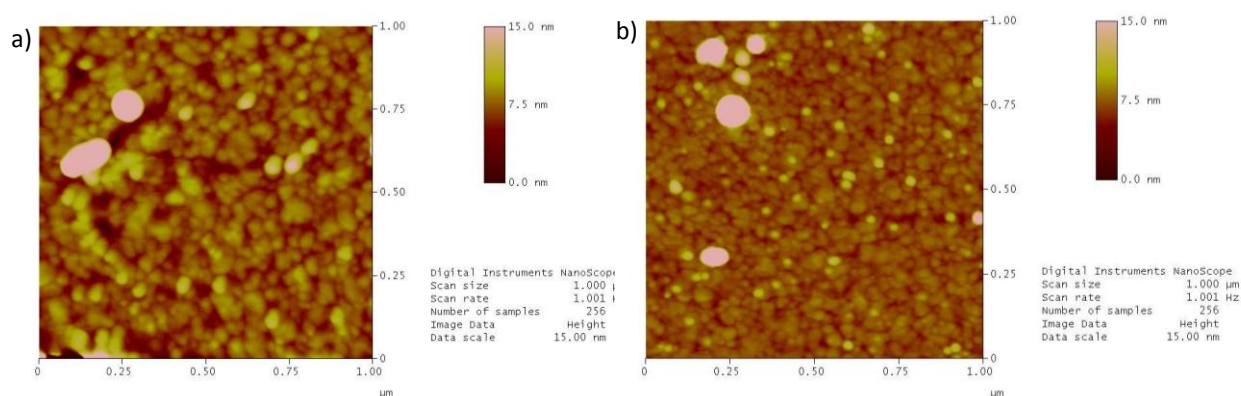 a)
15.0 nm
7.5 nm
0.0 nm
1.00
0.75
0.50
0.25
0
0 0.25 0.50 0.75 1.00
µm
Digital Instruments NanoScope
Scan size 1.000 µ
Scan rate 1.001
Number of samples 256
Image Data Height
Data scale 15.00 nm
b)
15.0 nm
7.5 nm
0.0 nm
1.00
0.75
0.50
0.25
0
0 0.25 0.50 0.75 1.00
µm
Digital Instruments NanoScope
Scan size 1.000 µm
Scan rate 1.001 Hz
Number of samples 256
Image Data Height
Data scale 15.00 nm